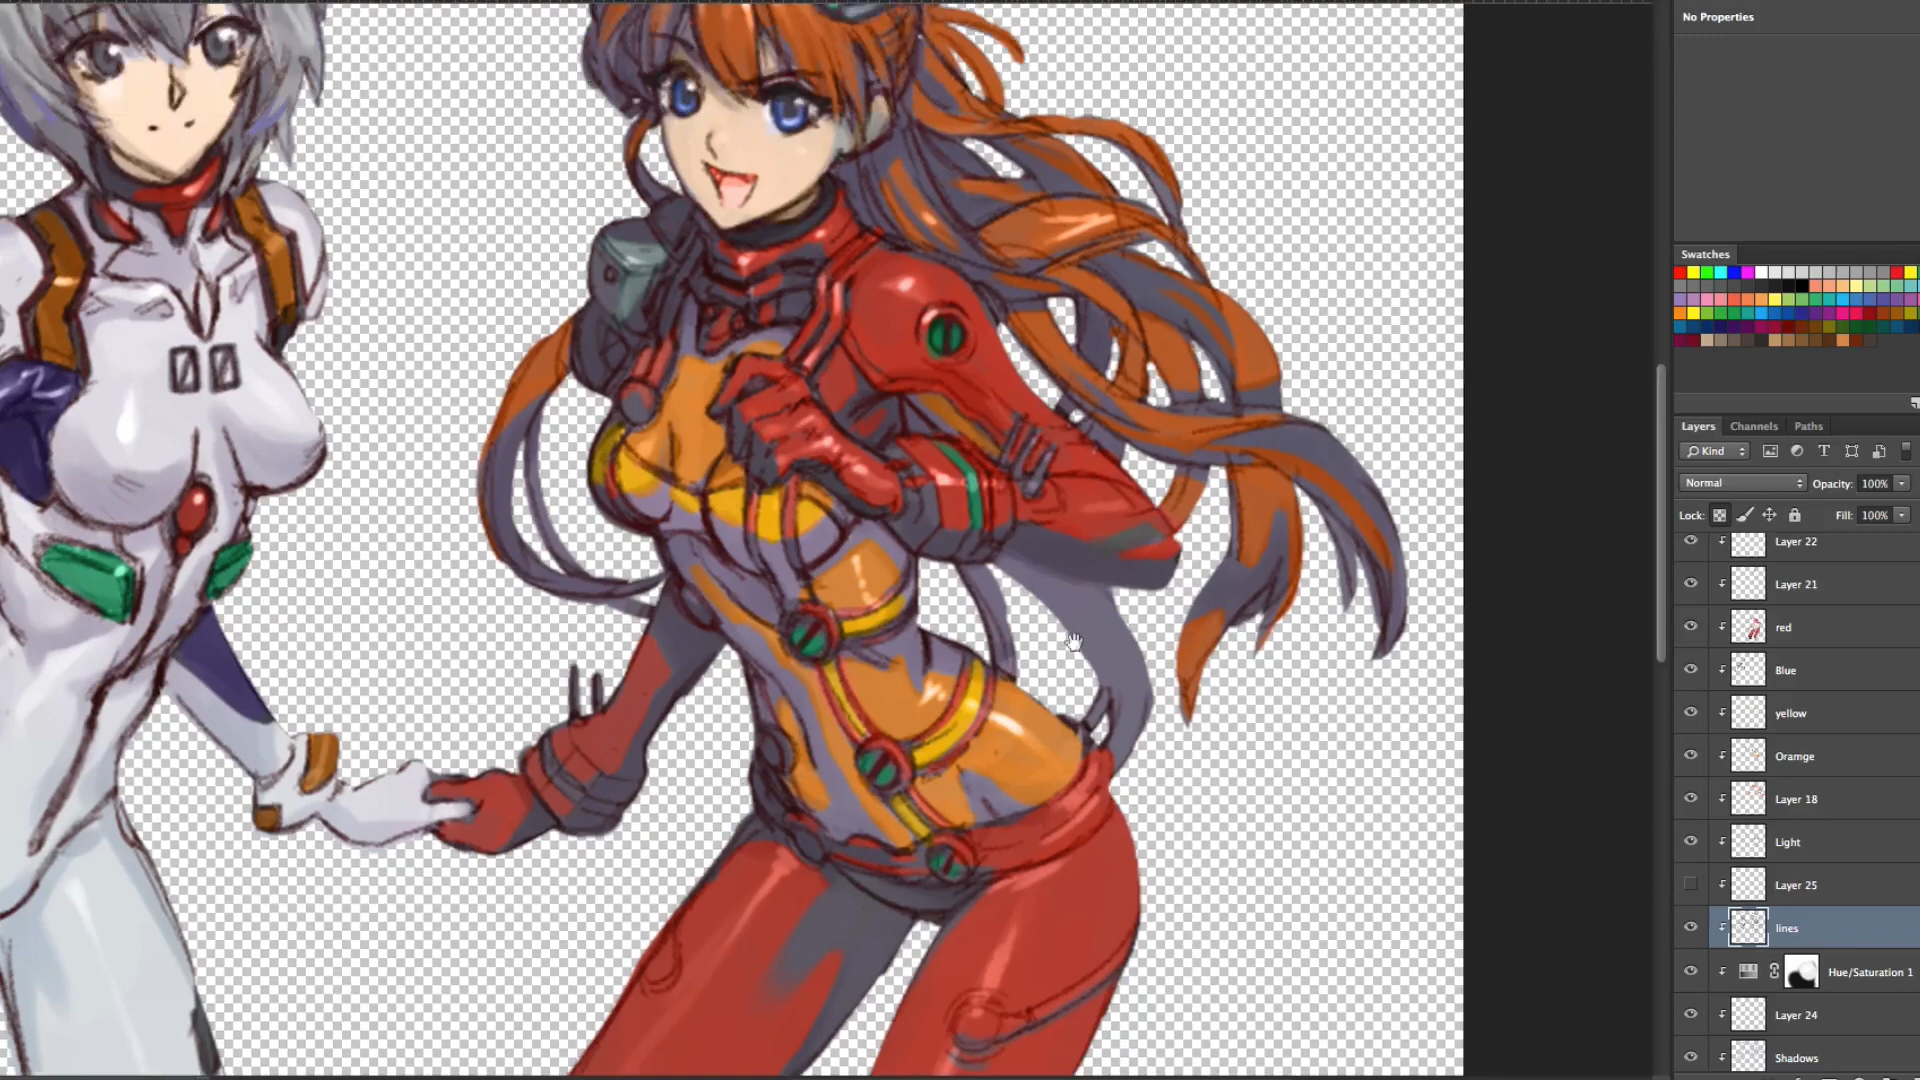 No Properties
Swatches
Layers Channels Paths
Kind
Normal Opacity: 100%
Lock: Fill: 100%
Layer 22
Layer 21
red
Blue
yellow
Oramge
Layer 18
Light
Layer 25
lines
Hue/Saturation 1
Layer 24
Shadows